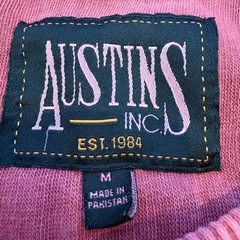 AUSTINS
INC.
EST. 1984
M
MADE IN
PAKISTAN